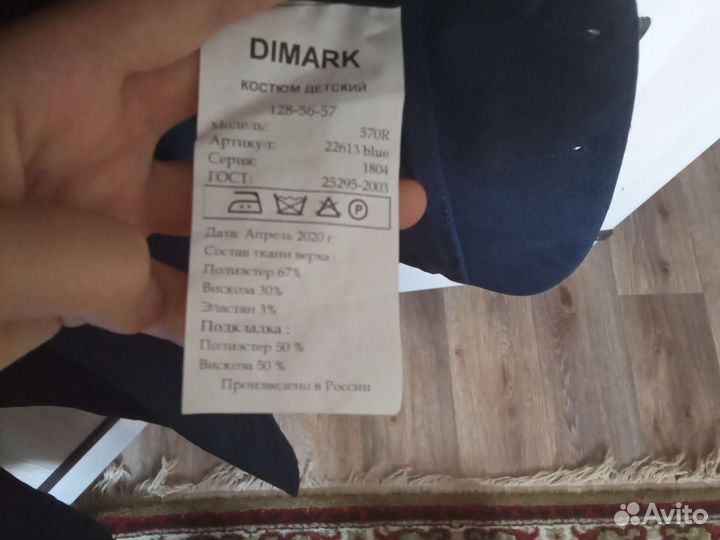 DIMARK
КОСТЮМ ДЕТСКИЙ
128-56-57
Модель: 570R
Артикул: 22613 blue
Серия: 1804
ГОСТ: 25295-2003
P
Дата: Апрель 2020 г.
Состав ткани верха :
Полиэстер 67%
Вискоза 30%
Эластан 3%
Подкладка :
Полиэстер 50 %
Вискоза 50 %
Произведено в России
Avito